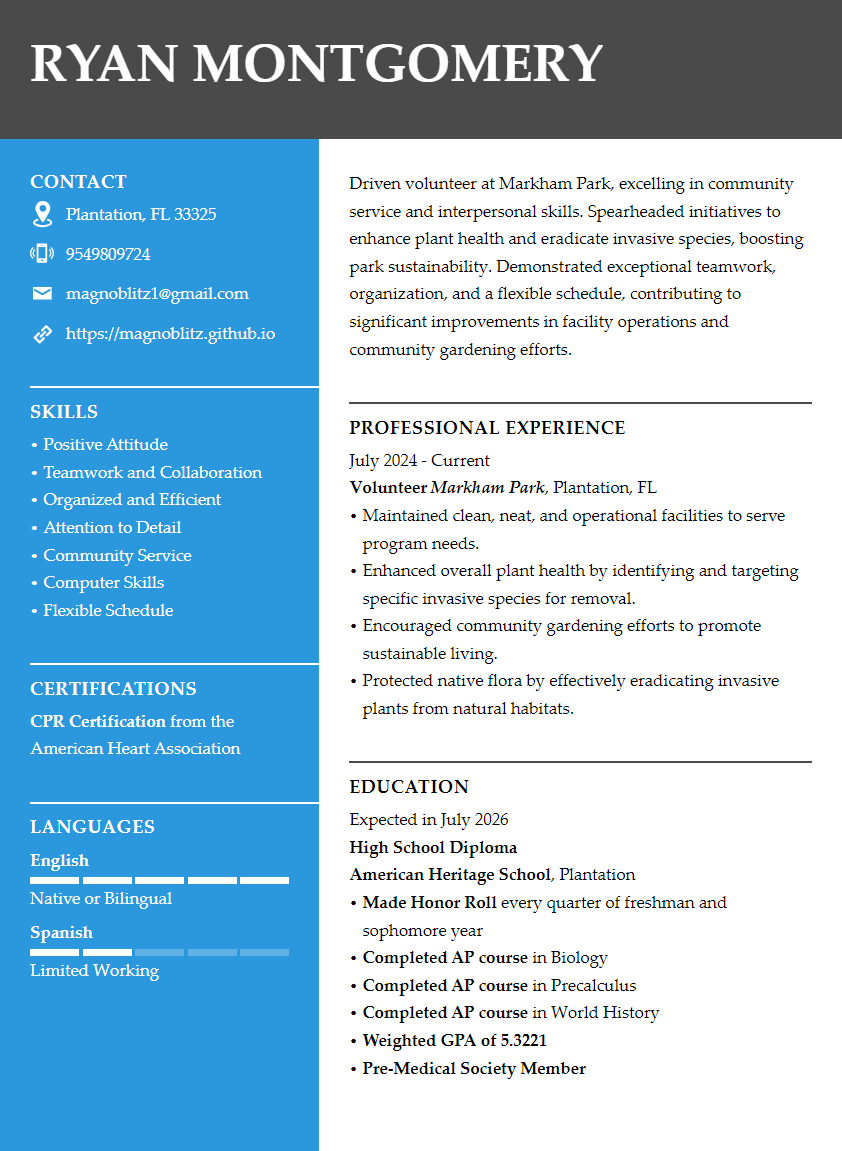 RYAN MONTGOMERY
CONTACT
Plantation, FL 33325
9549809724
magnoblitz1@gmail.com
https://magnoblitz.github.io
SKILLS
• Positive Attitude
• Teamwork and Collaboration
• Organized and Efficient
• Attention to Detail
• Community Service
• Computer Skills
• Flexible Schedule
CERTIFICATIONS
CPR Certification from the
American Heart Association
LANGUAGES
English
Native or Bilingual
Spanish
Limited Working
Driven volunteer at Markham Park, excelling in community
service and interpersonal skills. Spearheaded initiatives to
enhance plant health and eradicate invasive species, boosting
park sustainability. Demonstrated exceptional teamwork,
organization, and a flexible schedule, contributing to
significant improvements in facility operations and
community gardening efforts.
PROFESSIONAL EXPERIENCE
July 2024 - Current
Volunteer Markham Park, Plantation, FL
• Maintained clean, neat, and operational facilities to serve
program needs.
• Enhanced overall plant health by identifying and targeting
specific invasive species for removal.
• Encouraged community gardening efforts to promote
sustainable living.
• Protected native flora by effectively eradicating invasive
plants from natural habitats.
EDUCATION
Expected in July 2026
High School Diploma
American Heritage School, Plantation
• Made Honor Roll every quarter of freshman and
sophomore year
• Completed AP course in Biology
• Completed AP course in Precalculus
• Completed AP course in World History
• Weighted GPA of 5.3221
• Pre-Medical Society Member